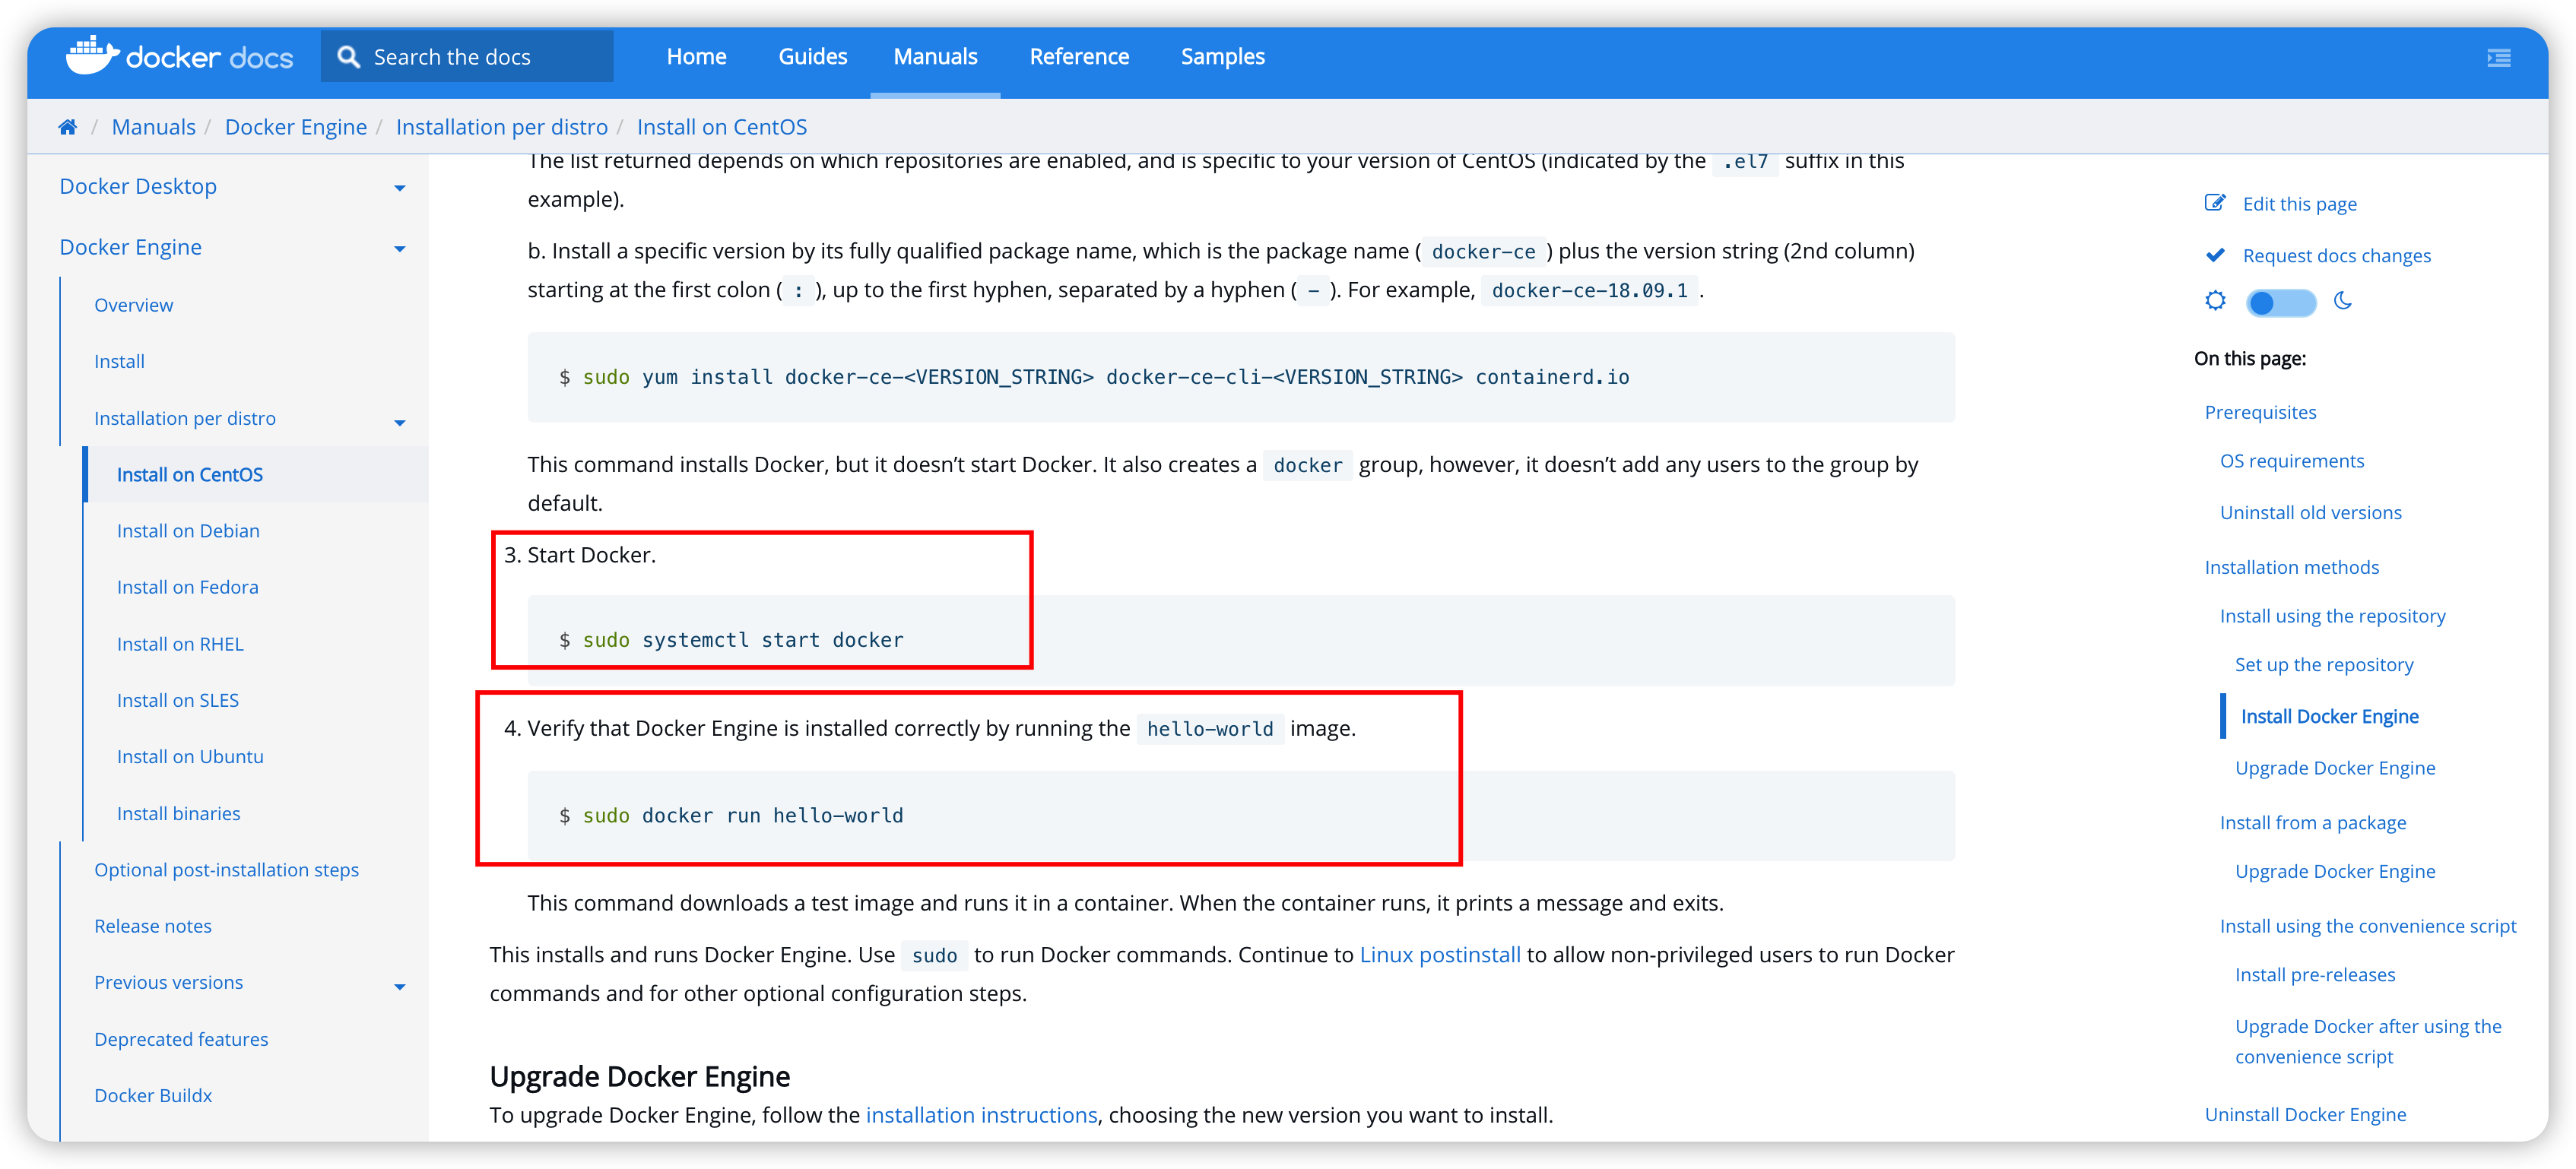 docker docs
Search the docs
Home
Guides
Manuals
Reference
Samples
/ Manuals / Docker Engine / Installation per distro / Install on CentOS
Docker Desktop
Docker Engine
Overview
Install
Installation per distro
Install on CentOS
Install on Debian
Install on Fedora
Install on RHEL
Install on SLES
Install on Ubuntu
Install binaries
Optional post-installation steps
Release notes
Previous versions
Deprecated features
Docker Buildx
The list returned depends on which repositories are enabled, and is specific to your version of CentOS (indicated by the .el7 suffix in this
example).
b. Install a specific version by its fully qualified package name, which is the package name (docker-ce) plus the version string (2nd column)
starting at the first colon (:), up to the first hyphen, separated by a hyphen (-). For example, docker-ce-18.09.1.
$ sudo yum install docker-ce-<VERSION_STRING> docker-ce-cli-<VERSION_STRING> containerd.io
This command installs Docker, but it doesn’t start Docker. It also creates a docker group, however, it doesn’t add any users to the group by
default.
3. Start Docker.
$ sudo systemctl start docker
4. Verify that Docker Engine is installed correctly by running the hello-world image.
$ sudo docker run hello-world
This command downloads a test image and runs it in a container. When the container runs, it prints a message and exits.
This installs and runs Docker Engine. Use sudo to run Docker commands. Continue to Linux postinstall to allow non-privileged users to run Docker
commands and for other optional configuration steps.
Upgrade Docker Engine
To upgrade Docker Engine, follow the installation instructions, choosing the new version you want to install.
Edit this page
Request docs changes
On this page:
Prerequisites
OS requirements
Uninstall old versions
Installation methods
Install using the repository
Set up the repository
Install Docker Engine
Upgrade Docker Engine
Install from a package
Upgrade Docker Engine
Install using the convenience script
Install pre-releases
Upgrade Docker after using the
convenience script
Uninstall Docker Engine